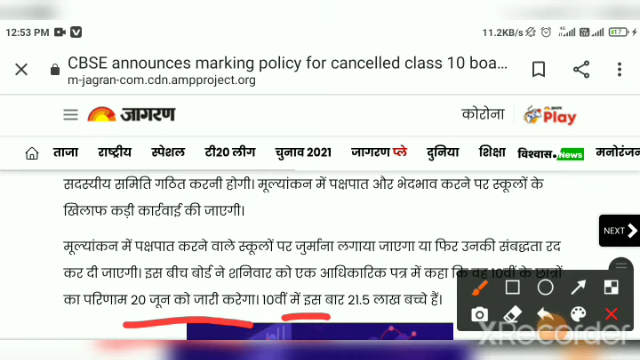 12:53 PM 11.2KB/s 61
CBSE announces marking policy for cancelled class 10 boa...
m-jagran-com.cdn.ampproject.org
जागरण कोरोना Play
ताजा राष्ट्रीय स्पेशल टी20 लीग चुनाव 2021 जागरण प्ले दुनिया शिक्षा विश्वास.News मनोरंजन
सदस्यीय समिति गठित करनी होगी। मूल्यांकन में पक्षपात और भेदभाव करने पर स्कूलों के
खिलाफ कड़ी कार्रवाई की जाएगी।
NEXT
मूल्यांकन में पक्षपात करने वाले स्कूलों पर जुर्माना लगाया जाएगा या फिर उनकी संबद्धता रद
कर दी जाएगी। इस बीच बोर्ड ने शनिवार को एक आधिकारिक पत्र में कहा कि वह 10वीं के छात्रों
का परिणाम 20 जून को जारी करेगा। 10वीं में इस बार 21.5 लाख बच्चे हैं।
XRecorder